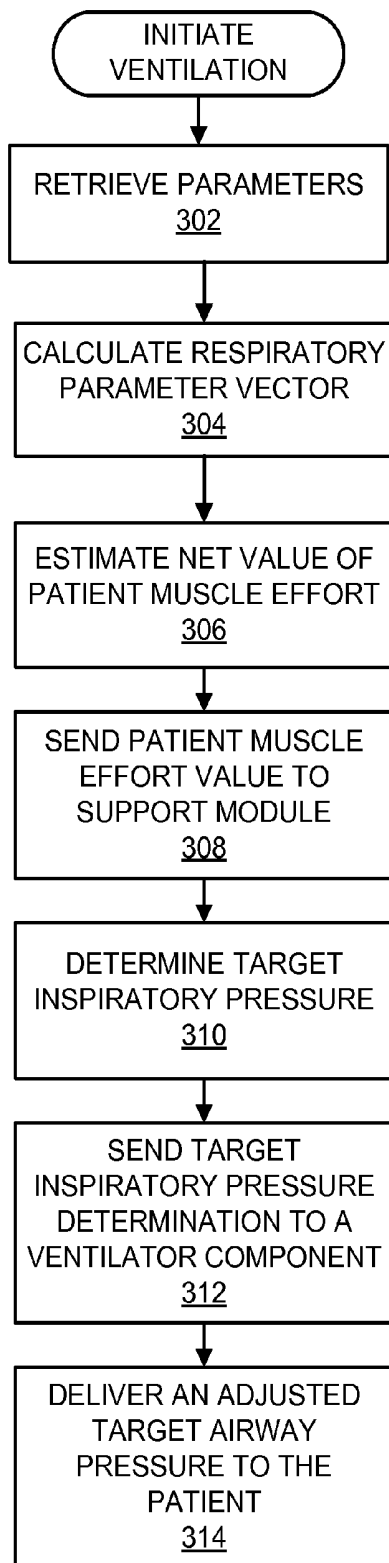 INITIATE
VENTILATION
RETRIEVE PARAMETERS
302
CALCULATE RESPIRATORY
PARAMETER VECTOR
304
ESTIMATE NET VALUE OF
PATIENT MUSCLE EFFORT
306
SEND PATIENT MUSCLE
EFFORT VALUE TO
SUPPORT MODULE
308
DETERMINE TARGET
INSPIRATORY PRESSURE
310
SEND TARGET
INSPIRATORY PRESSURE
DETERMINATION TO A
VENTILATOR COMPONENT
312
DELIVER AN ADJUSTED
TARGET AIRWAY
PRESSURE TO THE
PATIENT
314